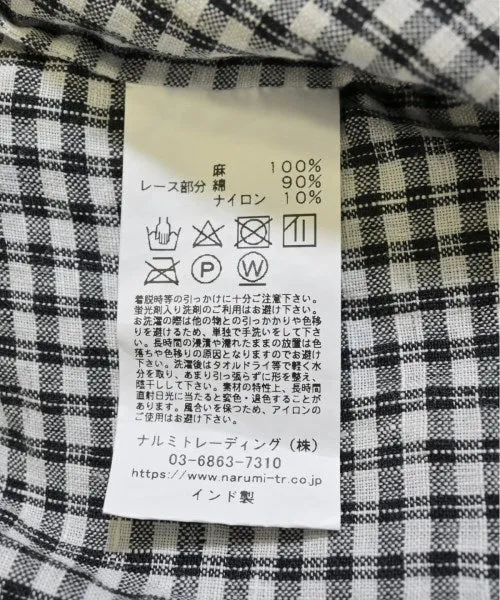 麻 100%
レース部分 綿 90%
ナイロン 10%
P W
着脱時等の引っかけに十分ご注意下さい。
蛍光剤入り洗剤のご利用はお避け下さい。
お洗濯の際は他の物との引っかかりや色移
りを避けるため、単独で手洗いをして下さ
い。長時間の浸漬や濡れたままの放置は色
落ちや色移りの原因となりますのでお避け
下さい。洗濯後はタオルドライ等で軽く水
分を取り、あまり引っ張らずに形を整え、
陰干しして下さい。素材の特性上、長時間
直射日光に当たると変色・退色することが
あります。風合いを保つため、アイロンの
ご使用はお避け下さい。
ナルミトレーディング(株)
03-6863-7310
https://www.narumi-tr.co.jp
インド製